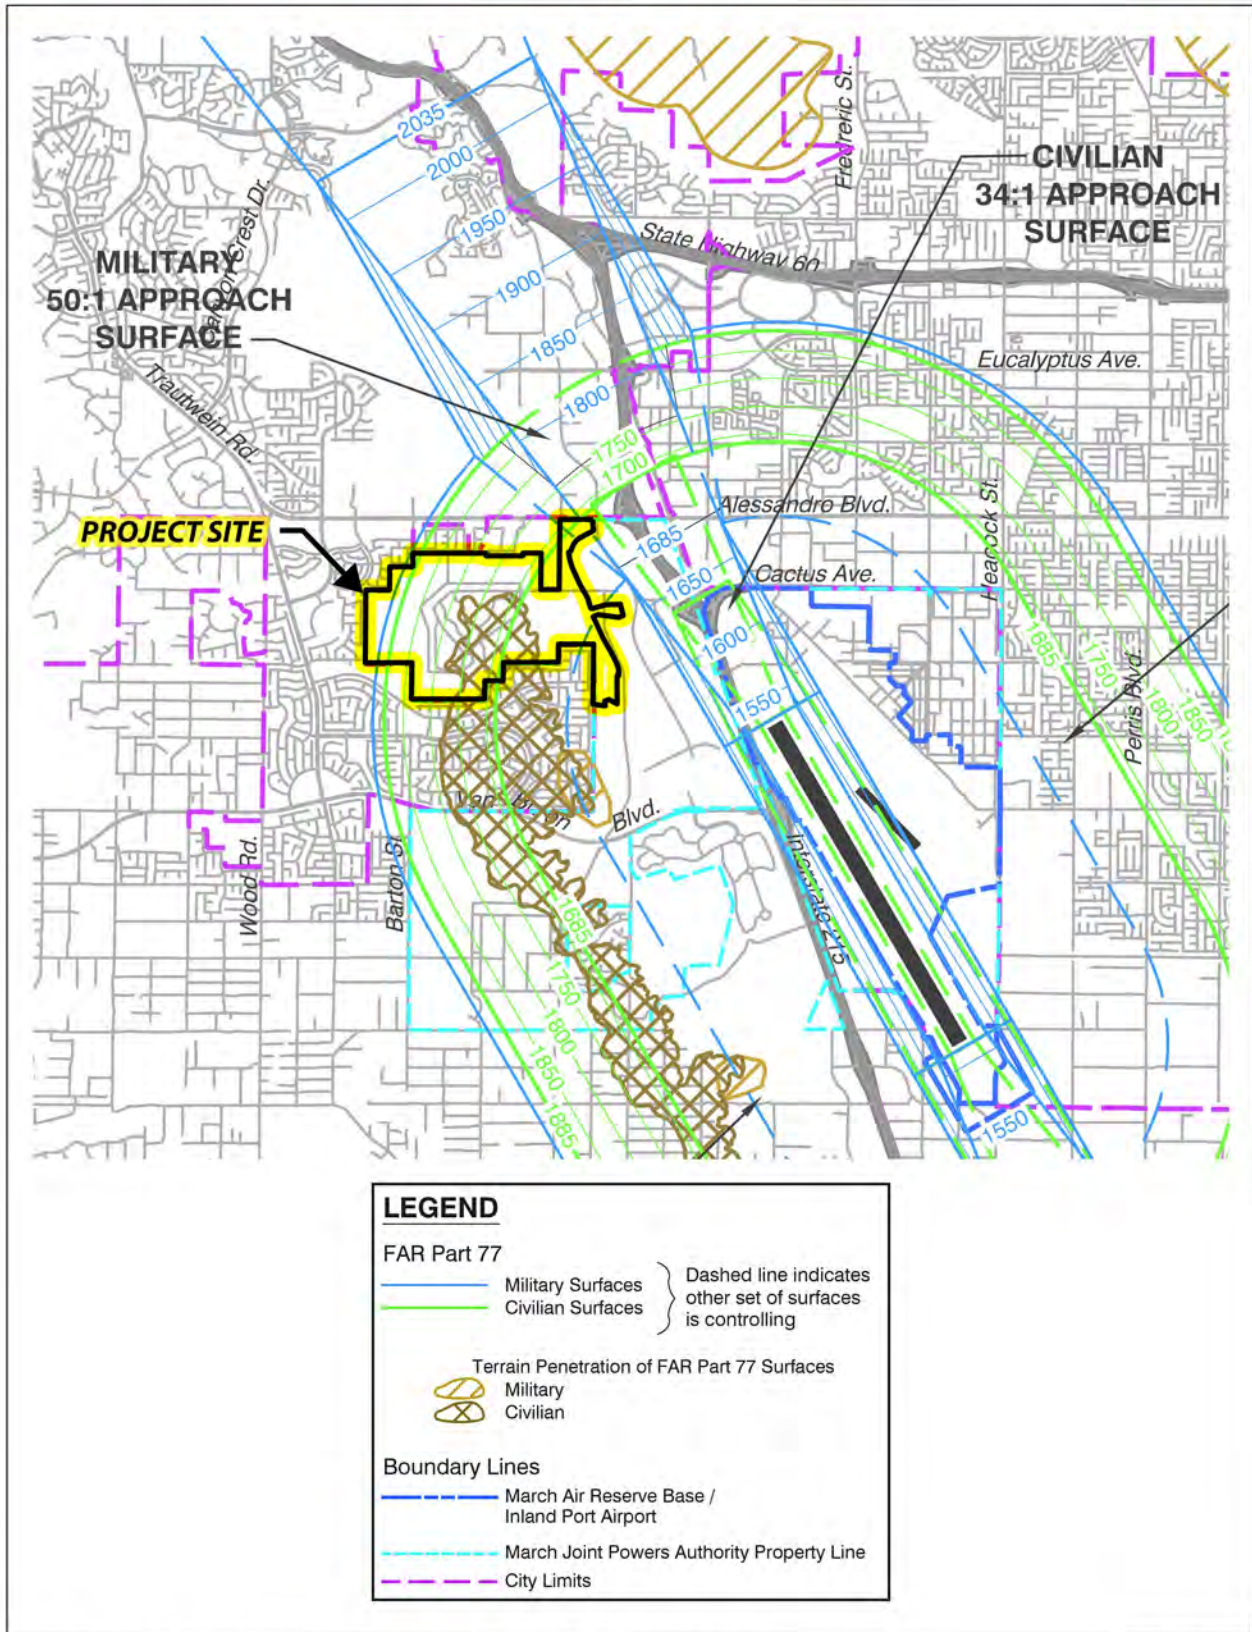 2035
2000
1950
1900
1850
1800
1750
1700
1685
1650
1600
1550
Fredreric St.
CIVILIAN
34:1 APPROACH
SURFACE
State Highway 60
MILITARY
50:1 APPROACH
SURFACE
Trautwein Rd.
Eucalyptus Ave.
Alessandro Blvd.
Heacock St.
PROJECT SITE
Cactus Ave.
1685
1750
1800
1850
Perris Blvd.
Blvd.
Wood Rd.
Barton St.
Interstate 215
1685
1750
1800
1850
1885
1550
LEGEND
FAR Part 77
Military Surfaces
Civilian Surfaces
Dashed line indicates
other set of surfaces
is controlling
Terrain Penetration of FAR Part 77 Surfaces
Military
Civilian
Boundary Lines
March Air Reserve Base /
Inland Port Airport
March Joint Powers Authority Property Line
City Limits